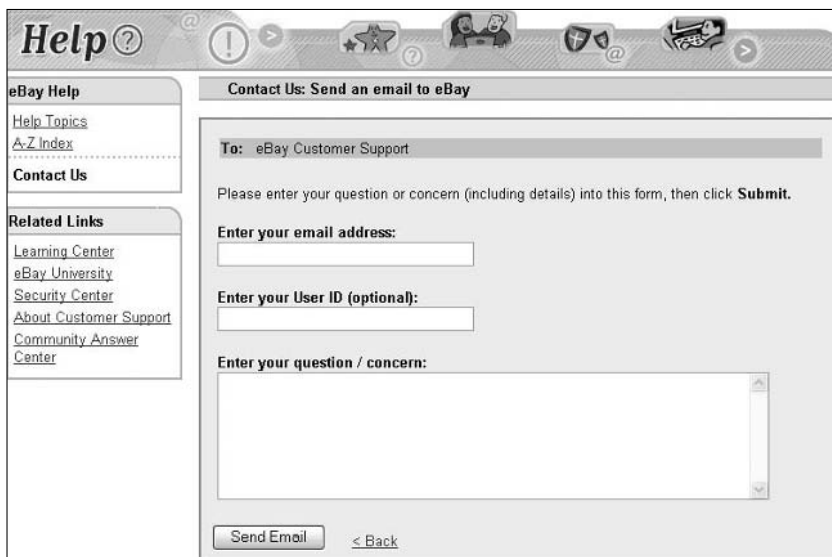 Help
eBay Help
Help Topics
A-Z Index
Contact Us
Related Links
Learning Center
eBay University
Security Center
About Customer Support
Community Answer
Center
Contact Us: Send an email to eBay
To: eBay Customer Support
Please enter your question or concern (including details) into this form, then click Submit.
Enter your email address:
Enter your User ID (optional):
Enter your question / concern:
Send Email
< Back